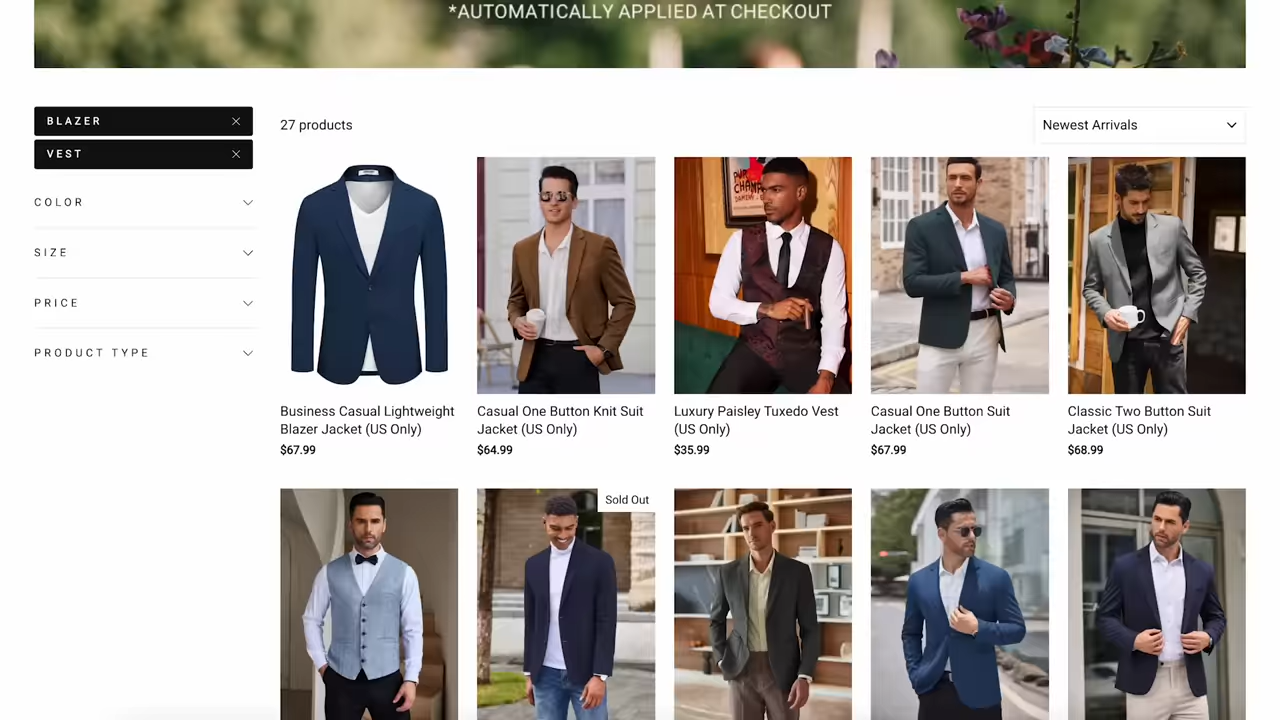 *AUTOMATICALLY APPLIED AT CHECKOUT
BLAZER
VEST
COLOR
SIZE
PRICE
PRODUCT TYPE
27 products
Newest Arrivals
Business Casual Lightweight
Blazer Jacket (US Only)
$67.99
Casual One Button Knit Suit
Jacket (US Only)
$64.99
Luxury Paisley Tuxedo Vest
(US Only)
$35.99
Casual One Button Suit
Jacket (US Only)
$67.99
Classic Two Button Suit
Jacket (US Only)
$68.99
Sold Out